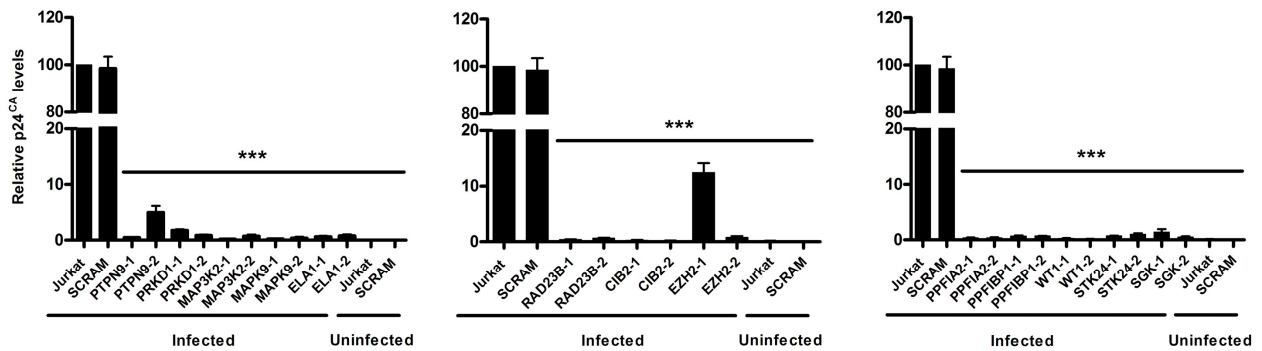 Relative p24CA levels
120
100
80
20
10
0
Jurkat
SCRAM
PTPN9-1
PTPN9-2
PRKD1-1
PRKD1-2
MAP3K2-1
MAP3K2-2
MAPK9-1
MAPK9-2
ELA1-1
ELA1-2
Jurkat
SCRAM
***
Infected
Uninfected
120
100
80
20
10
0
Jurkat
SCRAM
RAD23B-1
RAD23B-2
CIB2-1
CIB2-2
EZH2-1
EZH2-2
Jurkat
SCRAM
***
Infected
Uninfected
120
100
80
20
10
0
Jurkat
SCRAM
PPFIA2-1
PPFIA2-2
PPFIBP1-1
PPFIBP1-2
WT1-1
WT1-2
STK24-1
STK24-2
SGK-1
SGK-2
Jurkat
SCRAM
***
Infected
Uninfected